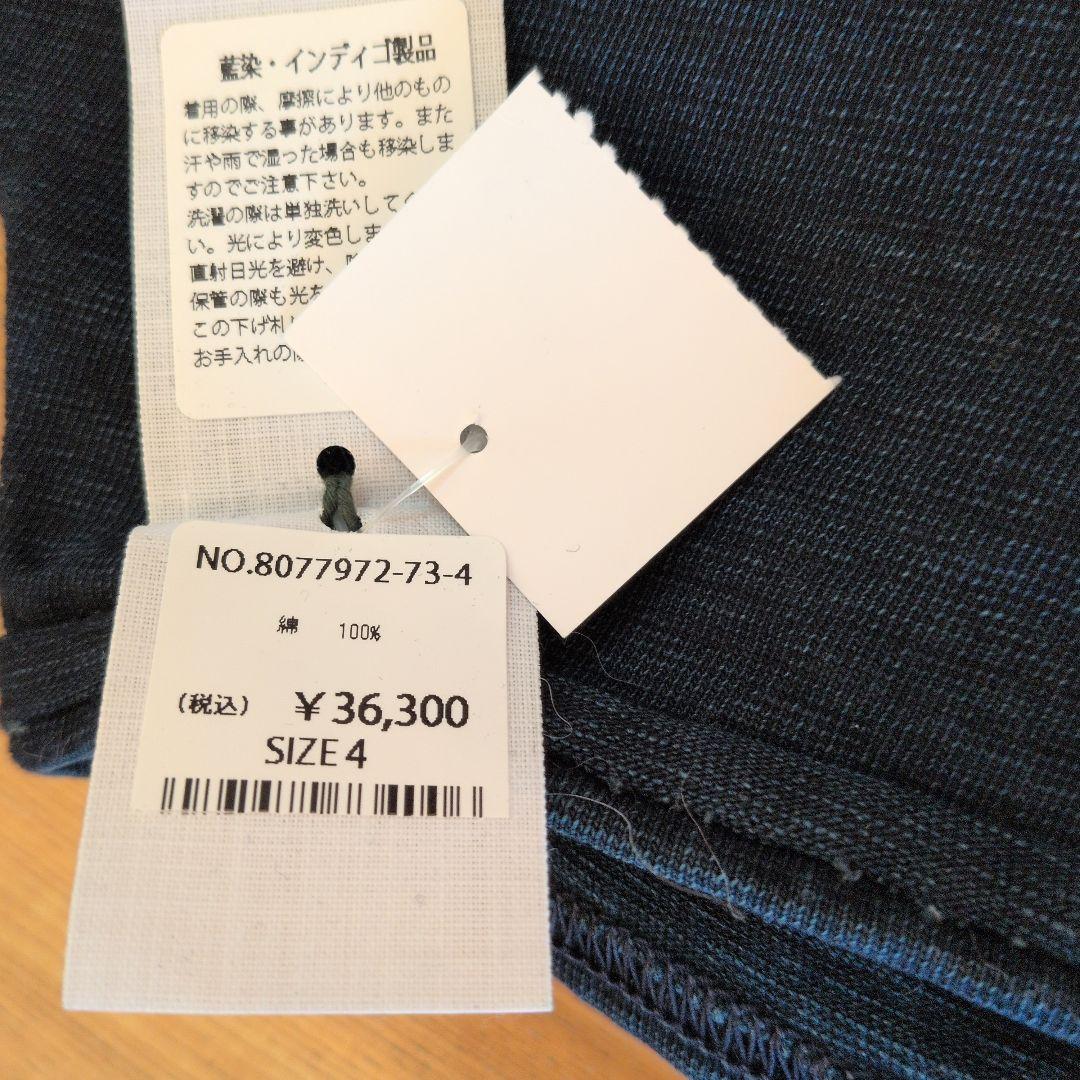 藍染・インディゴ製品
着用の際、摩擦により他のもの
に移染する事があります。また
汗や雨で湿った場合も移染しま
すのでご注意下さい。
洗濯の際は単独洗いして
い。光により変色しま
直射日光を避け、
保管の際も光を
この下げ札
お手入れの
NO.8077972-73-4
綿 100%
(税込) ¥36,300
SIZE 4